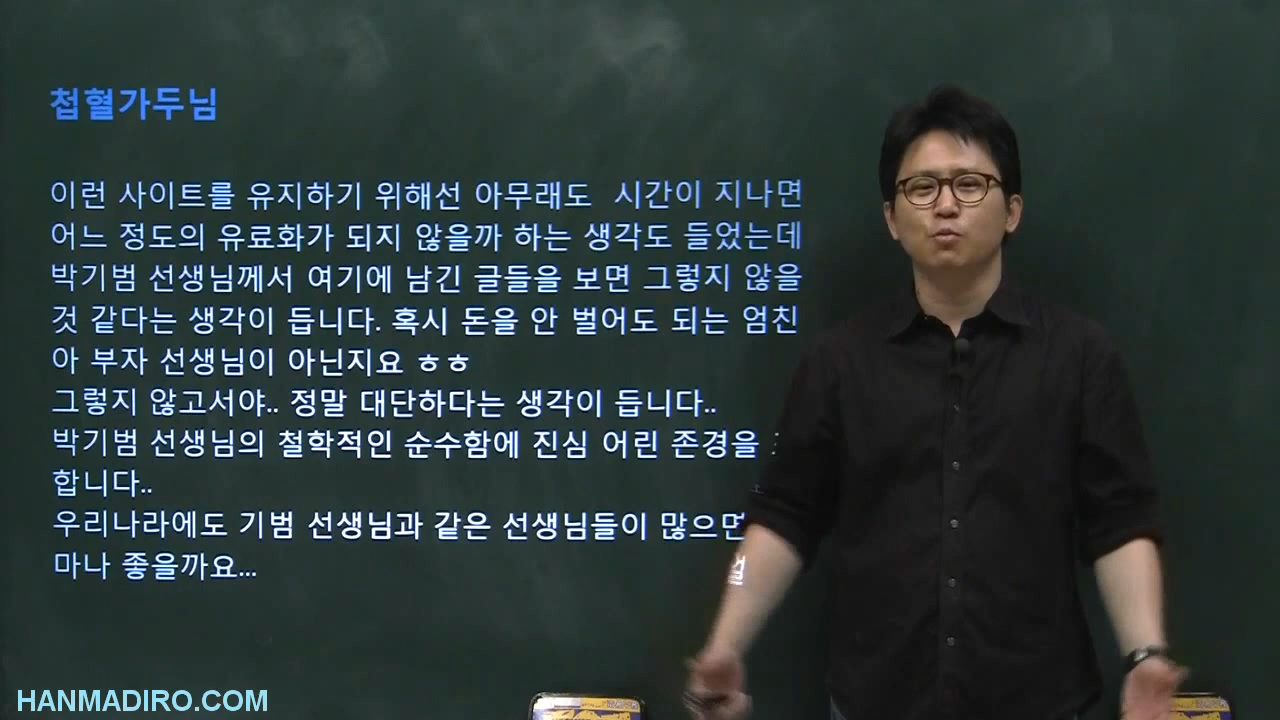 첩혈가두님
이런 사이트를 유지하기 위해선 아무래도 시간이 지나면
어느 정도의 유료화가 되지 않을까 하는 생각도 들었는데
박기범 선생님께서 여기에 남긴 글들을 보면 그렇지 않을
것 같다는 생각이 듭니다. 혹시 돈을 안 벌어도 되는 엄친
아 부자 선생님이 아닌지요 ㅎㅎ
그렇지 않고서야.. 정말 대단하다는 생각이 듭니다..
박기범 선생님의 철학적인 순수함에 진심 어린 존경을
합니다..
우리나라에도 기범 선생님과 같은 선생님들이 많으면
마나 좋을까요...
HANMADIRO.COM